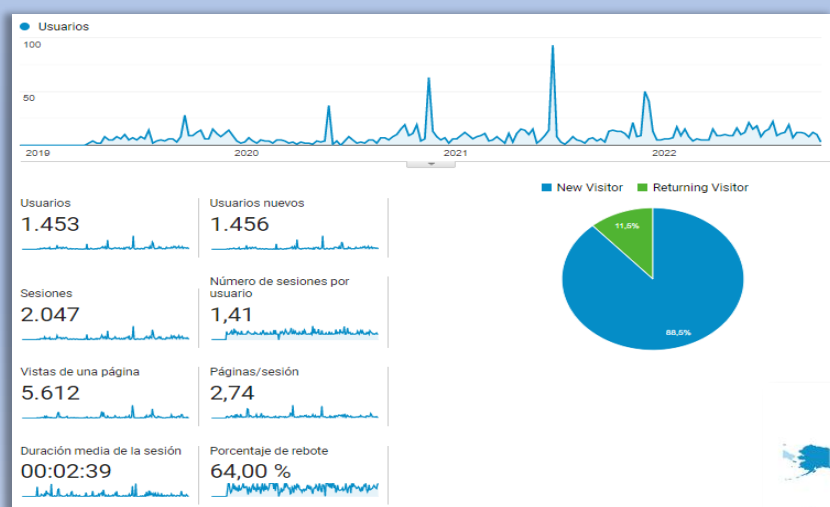 Usuarios
100
50
2019 2020 2021 2022
New Visitor Returning Visitor
Usuarios
1.453
Usuarios nuevos
1.456
Sesiones
2.047
Número de sesiones por
usuario
1,41
Vistas de una página
5.612
Páginas/sesión
2,74
Duración media de la sesión
00:02:39
Porcentaje de rebote
64,00 %
11,5%
88,5%